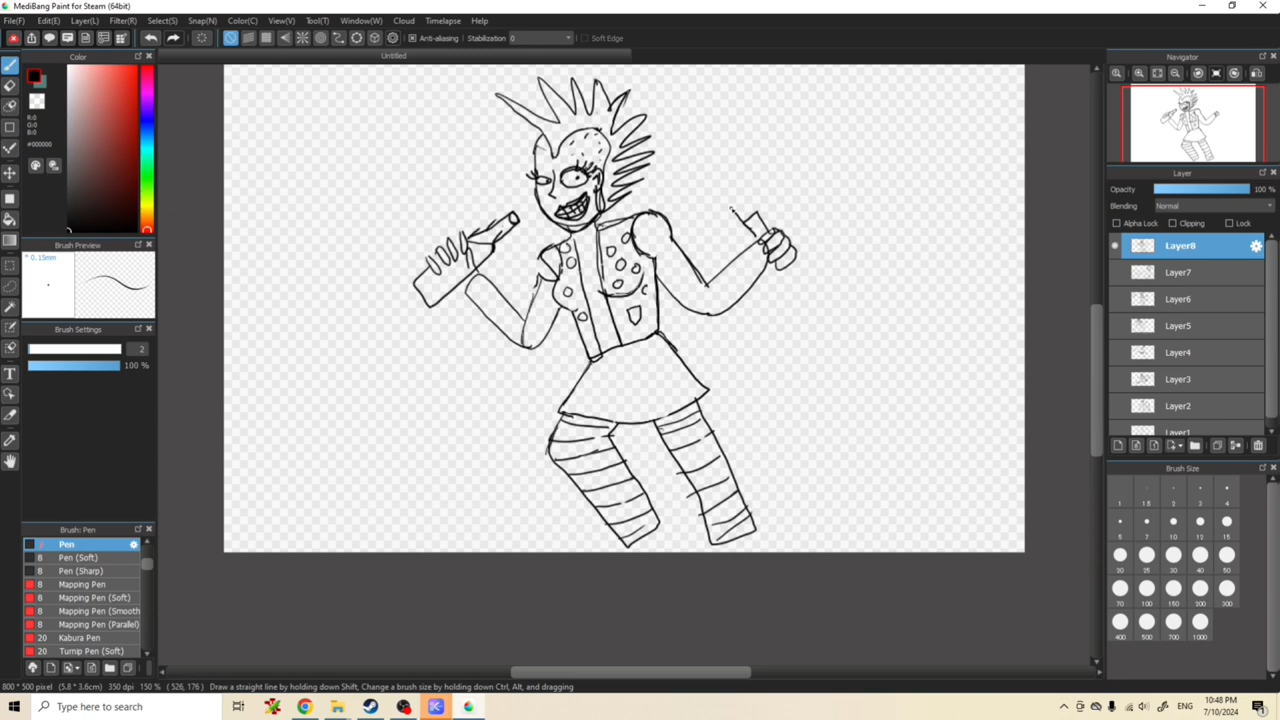 MediBang Paint for Steam (64bit)
File(F) Edit(E) Layer(L) Filter(R) Select(S) Snap(N) Color(C) View(V) Tool(T) Window(W) Cloud Timelapse Help
Anti-aliasing Stabilization 0 Soft Edge
Color
Untitled
Navigator
R:0
G:0
B:0
#000000
Layer
Opacity 100 %
Blending Normal
Alpha Lock Clipping Lock
Brush Preview
* 0.15mm
Layer8
Layer7
Layer6
Layer5
Layer4
Layer3
Layer2
Layer1
Brush Settings
2
100 %
Brush Size
1 1.5 2 3 4
5 7 10 12 15
20 25 30 40 50
70 100 150 200 300
400 500 700 1000
Brush: Pen
Pen
8 Pen (Soft)
8 Pen (Sharp)
8 Mapping Pen
8 Mapping Pen (Soft)
8 Mapping Pen (Smooth
8 Mapping Pen (Parallel)
20 Kabura Pen
20 Turnip Pen (Soft)
800 * 500 pixel (5.8 * 3.6cm) 350 dpi 150 % ( 526, 176 ) Draw a straight line by holding down Shift, Change a brush size by holding down Ctrl, Alt, and dragging
Type here to search
ENG
10:48 PM
7/10/2024
1